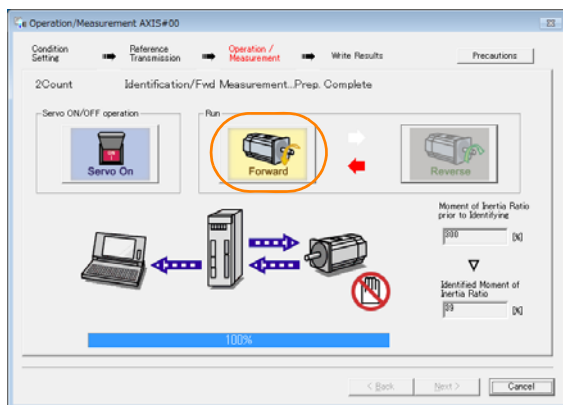 Operation/Measurement AXIS#00
Condition Setting
Reference Transmission
Operation / Measurement
Write Results
Precautions
2Count
Identification/Fwd Measurement...Prep. Complete
Servo ON/OFF operation
Run
Servo On
Forward
Reverse
Moment of Inertia Ratio
prior to Identifying
300 [%]
Identified Moment of
Inertia Ratio
39 [%]
100%
< Back
Next >
Cancel